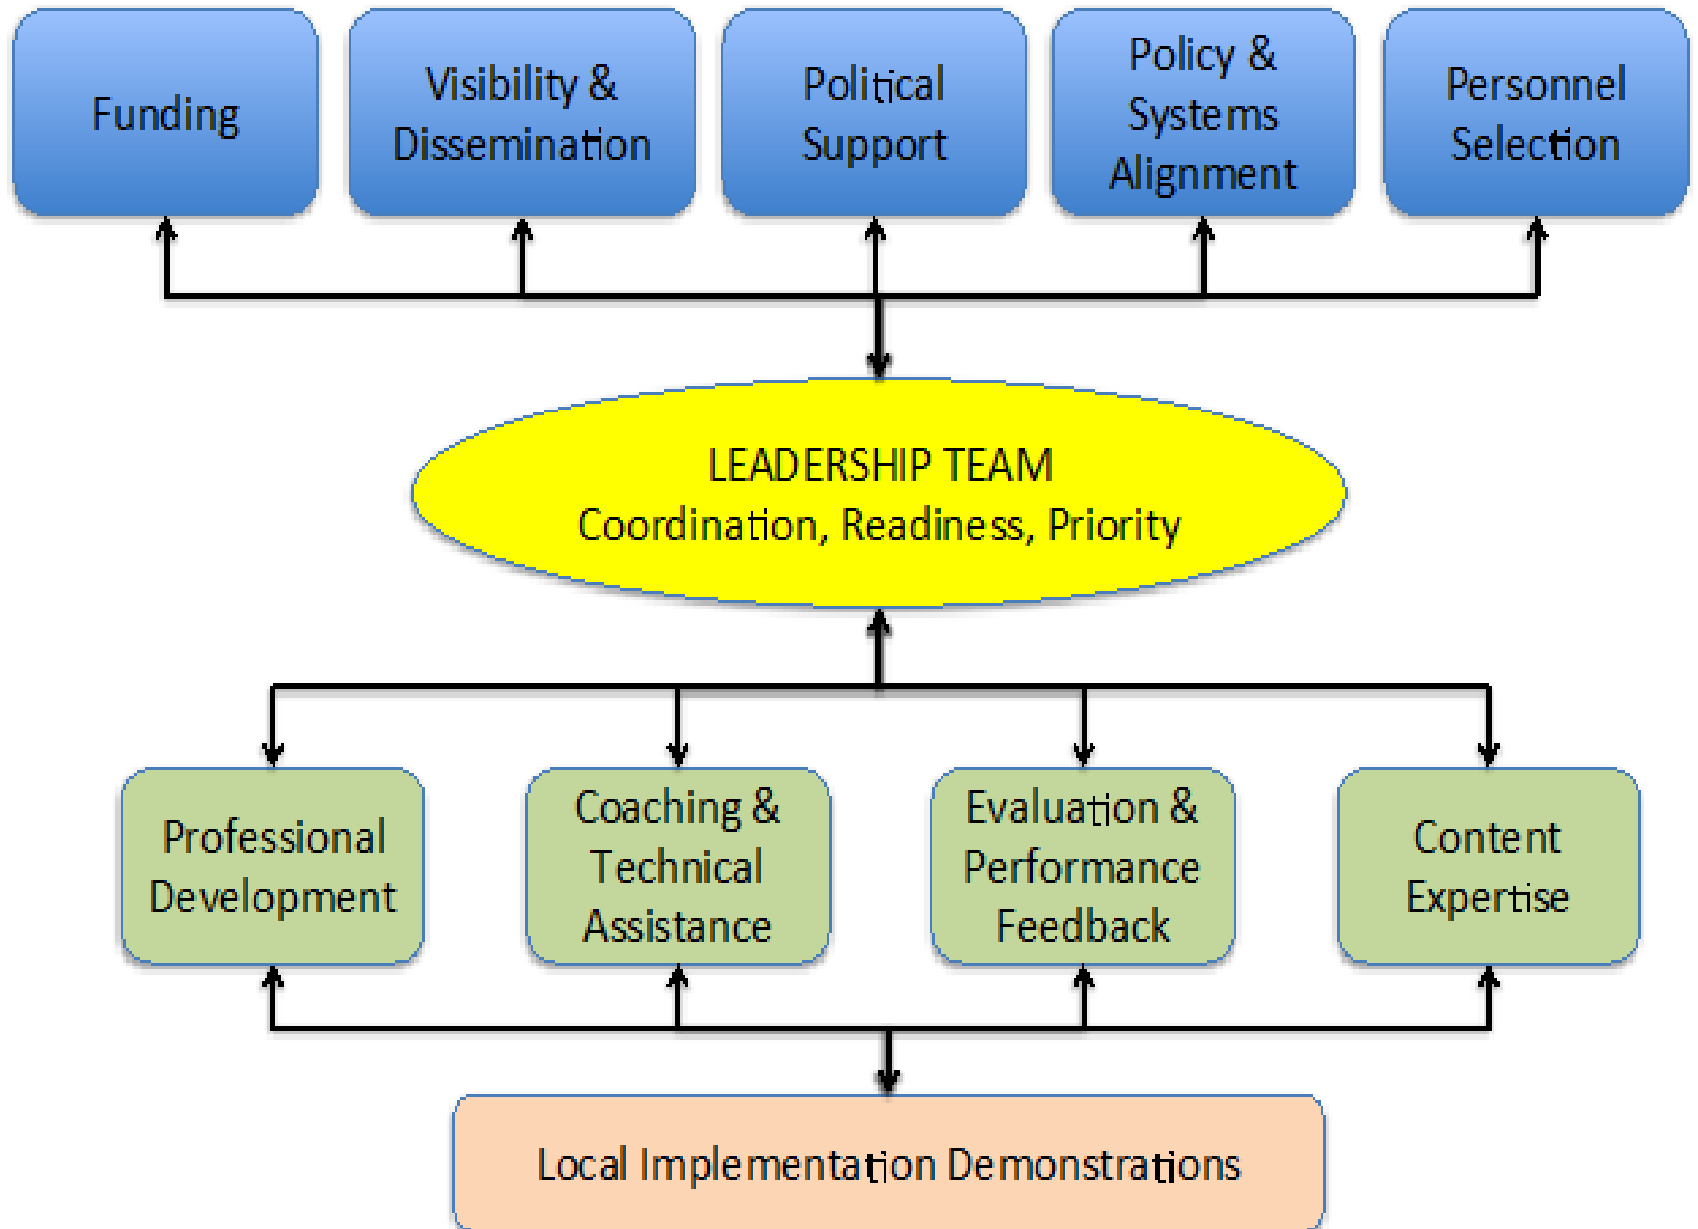 Funding
Visibility &
Dissemination
Political
Support
Policy &
Systems
Alignment
Personnel
Selection
LEADERSHIP TEAM
Coordination, Readiness, Priority
Professional
Development
Coaching &
Technical
Assistance
Evaluation &
Performance
Feedback
Content
Expertise
Local Implementation Demonstrations